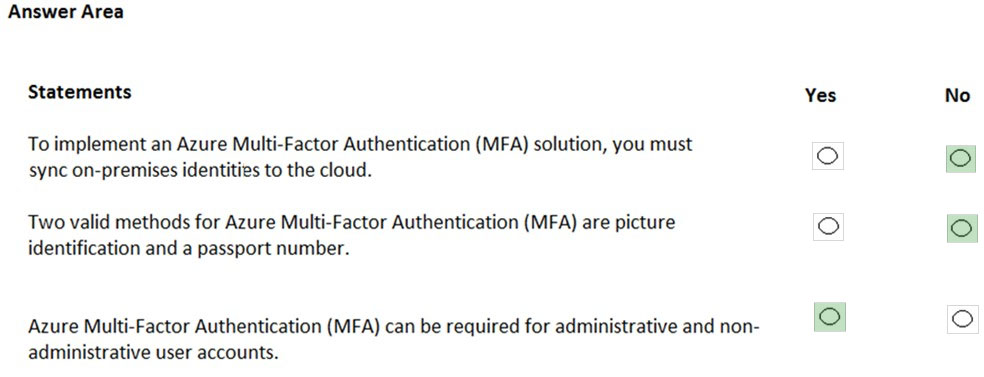 Answer Area
Statements
Yes
No
To implement an Azure Multi-Factor Authentication (MFA) solution, you must
sync on-premises identities to the cloud.
Two valid methods for Azure Multi-Factor Authentication (MFA) are picture
identification and a passport number.
Azure Multi-Factor Authentication (MFA) can be required for administrative and non-
administrative user accounts.